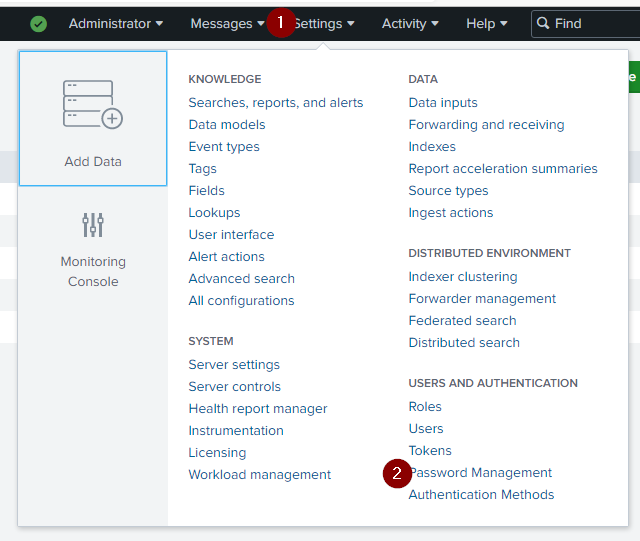 Administrator Messages 1 Settings Activity Help Find
Add Data
Monitoring
Console
KNOWLEDGE
Searches, reports, and alerts
Data models
Event types
Tags
Fields
Lookups
User interface
Alert actions
Advanced search
All configurations
SYSTEM
Server settings
Server controls
Health report manager
Instrumentation
Licensing
Workload management
DATA
Data inputs
Forwarding and receiving
Indexes
Report acceleration summaries
Source types
Ingest actions
DISTRIBUTED ENVIRONMENT
Indexer clustering
Forwarder management
Federated search
Distributed search
USERS AND AUTHENTICATION
Roles
Users
Tokens
2 Password Management
Authentication Methods
e